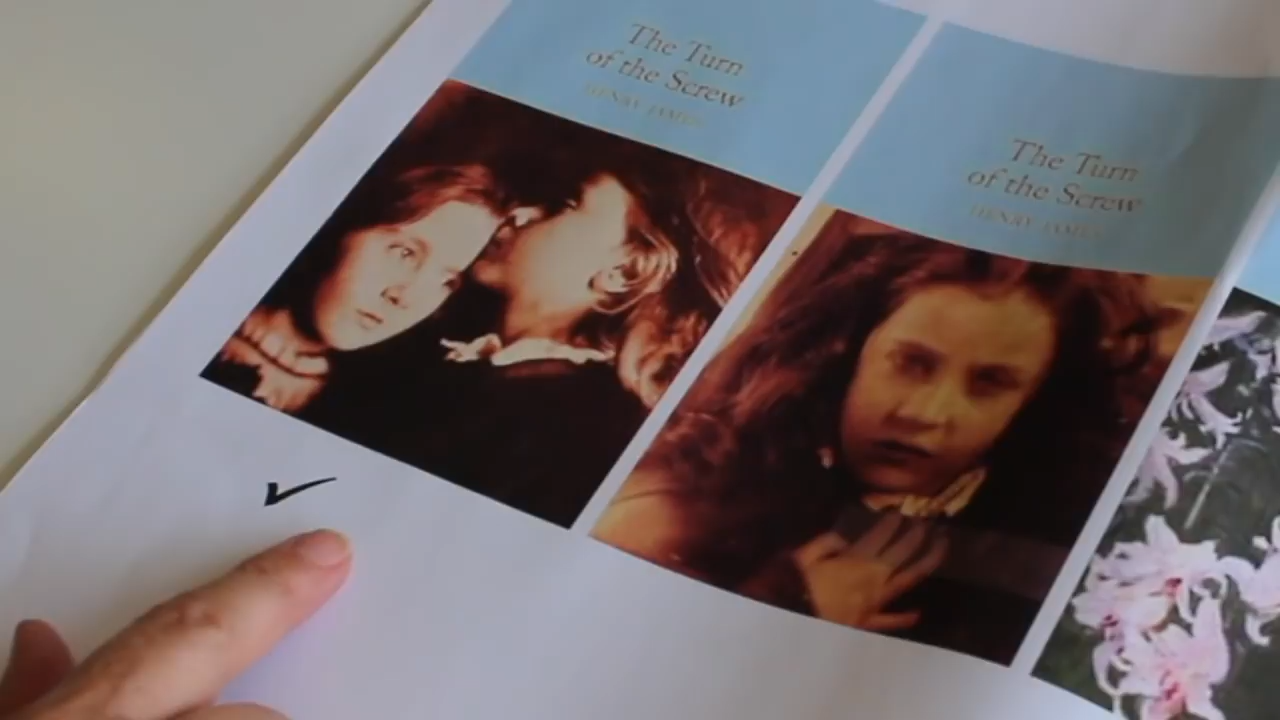 The Turn
of the Screw
HENRY JAMES
The Turn
of the Screw
HENRY JAMES